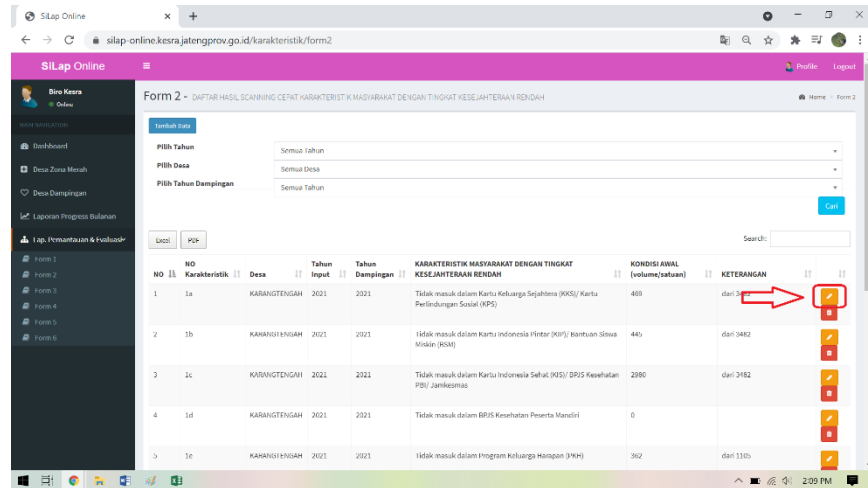 SiLap Online
silap-online.kesra.jatengprov.go.id/karakteristik/form2
SiLap Online
Profile
Logout
Biro Kesra
Online
MAIN NAVIGATION
Dashboard
Desa Zona Merah
Desa Dampingan
Laporan Progress Bulanan
Lap. Pemantauan & Evaluasi
Form 1
Form 2
Form 3
Form 4
Form 5
Form 6
Form 2 - DAFTAR HASIL SCANNING CEPAT KARAKTERISTIK MASYARAKAT DENGAN TINGKAT KESEJAHTERAAN RENDAH
Home
Form 2
Tambah Data
Pilih Tahun
Semua Tahun
Pilih Desa
Semua Desa
Pilih Tahun Dampingan
Semua Tahun
Cari
Excel
PDF
Search:
NO
NO Karakteristik
Desa
Tahun Input
Tahun Dampingan
KARAKTERISTIK MASYARAKAT DENGAN TINGKAT
KESEJAHTERAAN RENDAH
KONDISI AWAL
(volume/satuan)
KETERANGAN
1 1a KARANGTENGAH 2021 2021 Tidak masuk dalam Kartu Keluarga Sejahtera (KKS)/ Kartu 469 dari 3482
Perlindungan Sosial (KPS)
2 1b KARANGTENGAH 2021 2021 Tidak masuk dalam Kartu Indonesia Pintar (KIP)/ Bantuan Siswa 445 dari 3482
Miskin (BSM)
3 1c KARANGTENGAH 2021 2021 Tidak masuk dalam Kartu Indonesia Sehat (KIS)/ BPJS Kesehatan 2980 dari 3482
PBI/ Jamkesmas
4 1d KARANGTENGAH 2021 2021 Tidak masuk dalam BPJS Kesehatan Peserta Mandiri 0
5 1e KARANGTENGAH 2021 2021 Tidak masuk dalam Program Keluarga Harapan (PKH) 362 dari 1105
2:09 PM